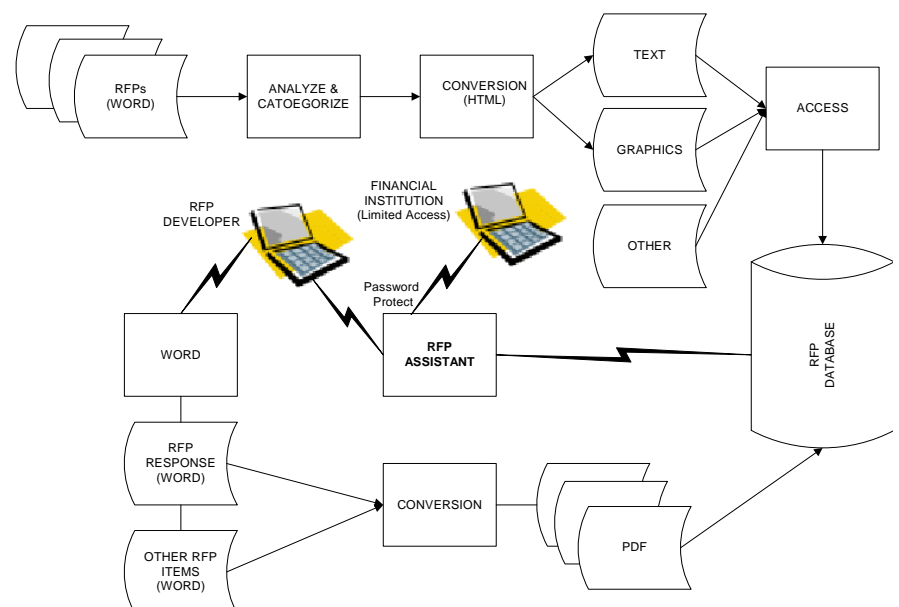 RFPs
(WORD)
ANALYZE &
CATOEGORIZE
CONVERSION
(HTML)
TEXT
GRAPHICS
OTHER
ACCESS
RFP
DEVELOPER
FINANCIAL
INSTITUTION
(Limited Access)
Password
Protect
WORD
RFP
ASSISTANT
RFP
DATABASE
RFP
RESPONSE
(WORD)
OTHER RFP
ITEMS
(WORD)
CONVERSION
PDF